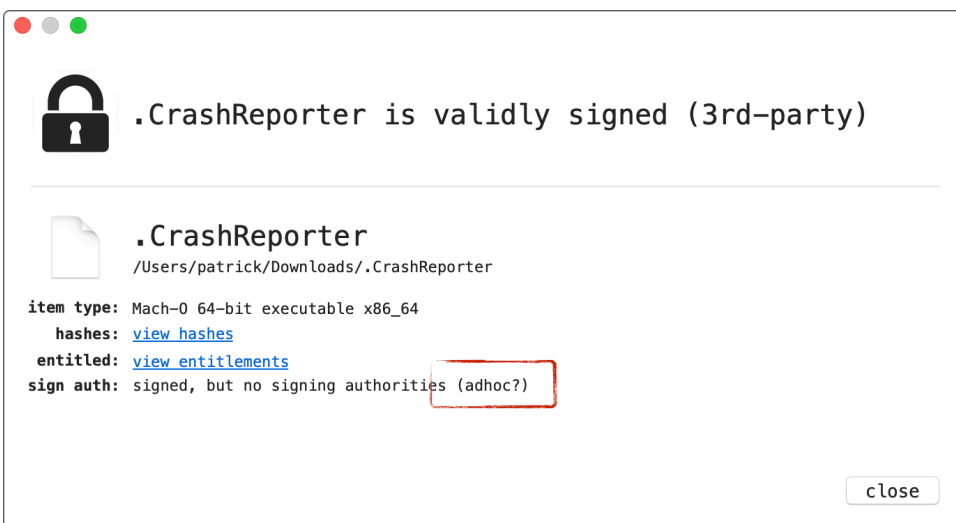 .CrashReporter is validly signed (3rd-party)
.CrashReporter
/Users/patrick/Downloads/.CrashReporter
item type: Mach-O 64-bit executable x86_64
hashes: view hashes
entitled: view entitlements
sign auth: signed, but no signing authorities (adhoc?)
close